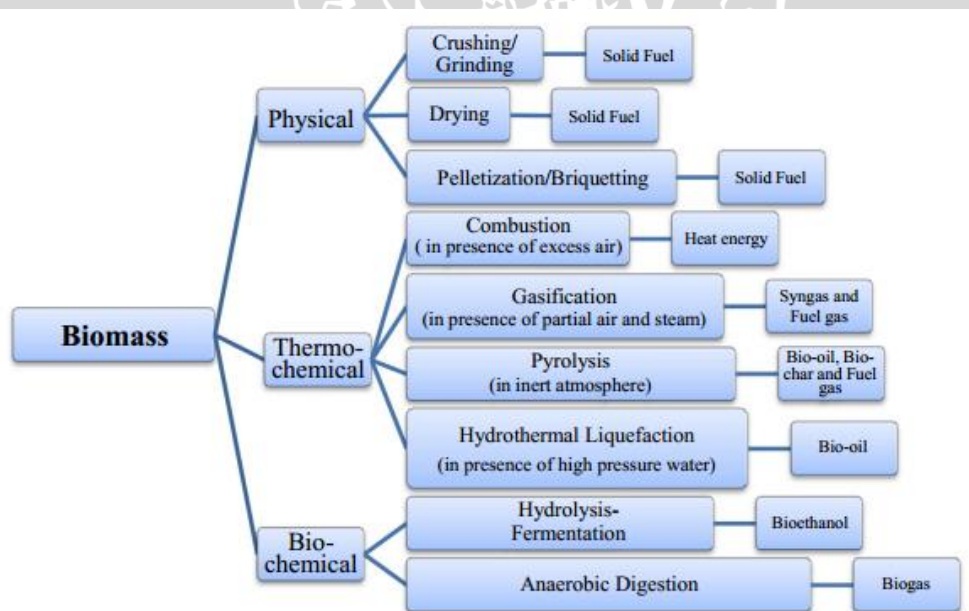 Biomass
Physical
Crushing/
Grinding
Solid Fuel
Drying
Solid Fuel
Pelletization/Briquetting
Solid Fuel
Thermo-
chemical
Combustion
( in presence of excess air)
Heat energy
Gasification
(in presence of partial air and steam)
Syngas and
Fuel gas
Pyrolysis
(in inert atmosphere)
Bio-oil, Bio-
char and Fuel
gas
Hydrothermal Liquefaction
(in presence of high pressure water)
Bio-oil
Bio-
chemical
Hydrolysis-
Fermentation
Bioethanol
Anaerobic Digestion
Biogas